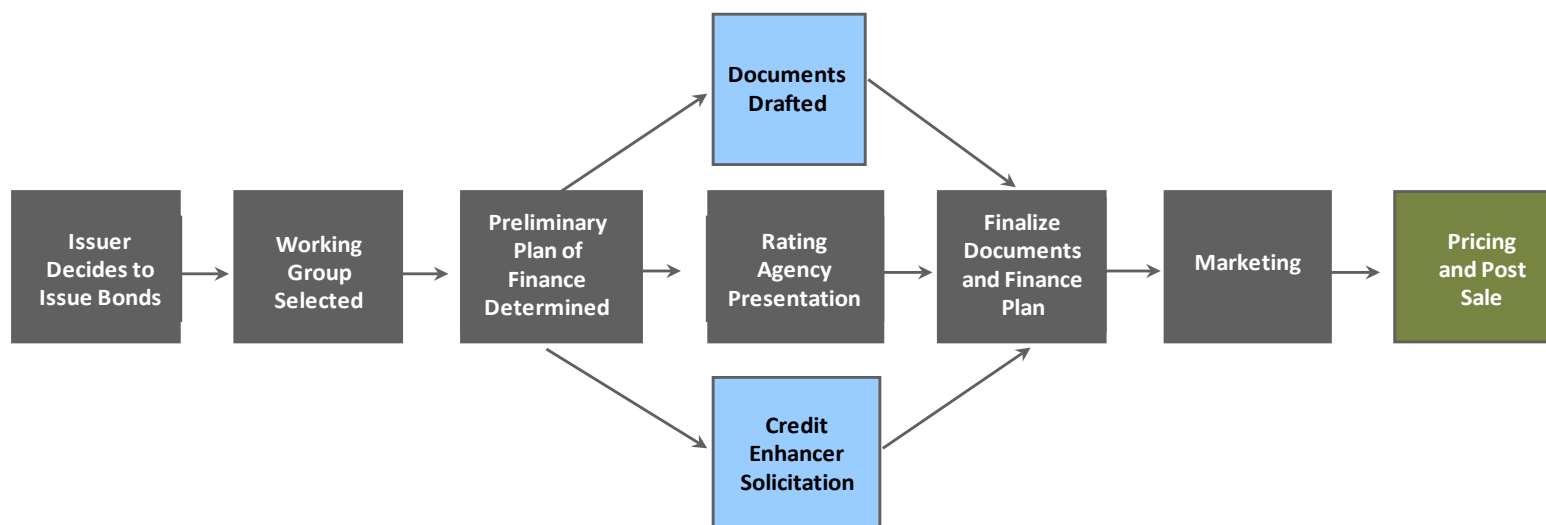 Documents
Drafted
Issuer
Decides to
Issue Bonds
Working
Group
Selected
Preliminary
Plan of
Finance
Determined
Rating
Agency
Presentation
Finalize
Documents
and Finance
Plan
Marketing
Pricing
and Post
Sale
Credit
Enhancer
Solicitation